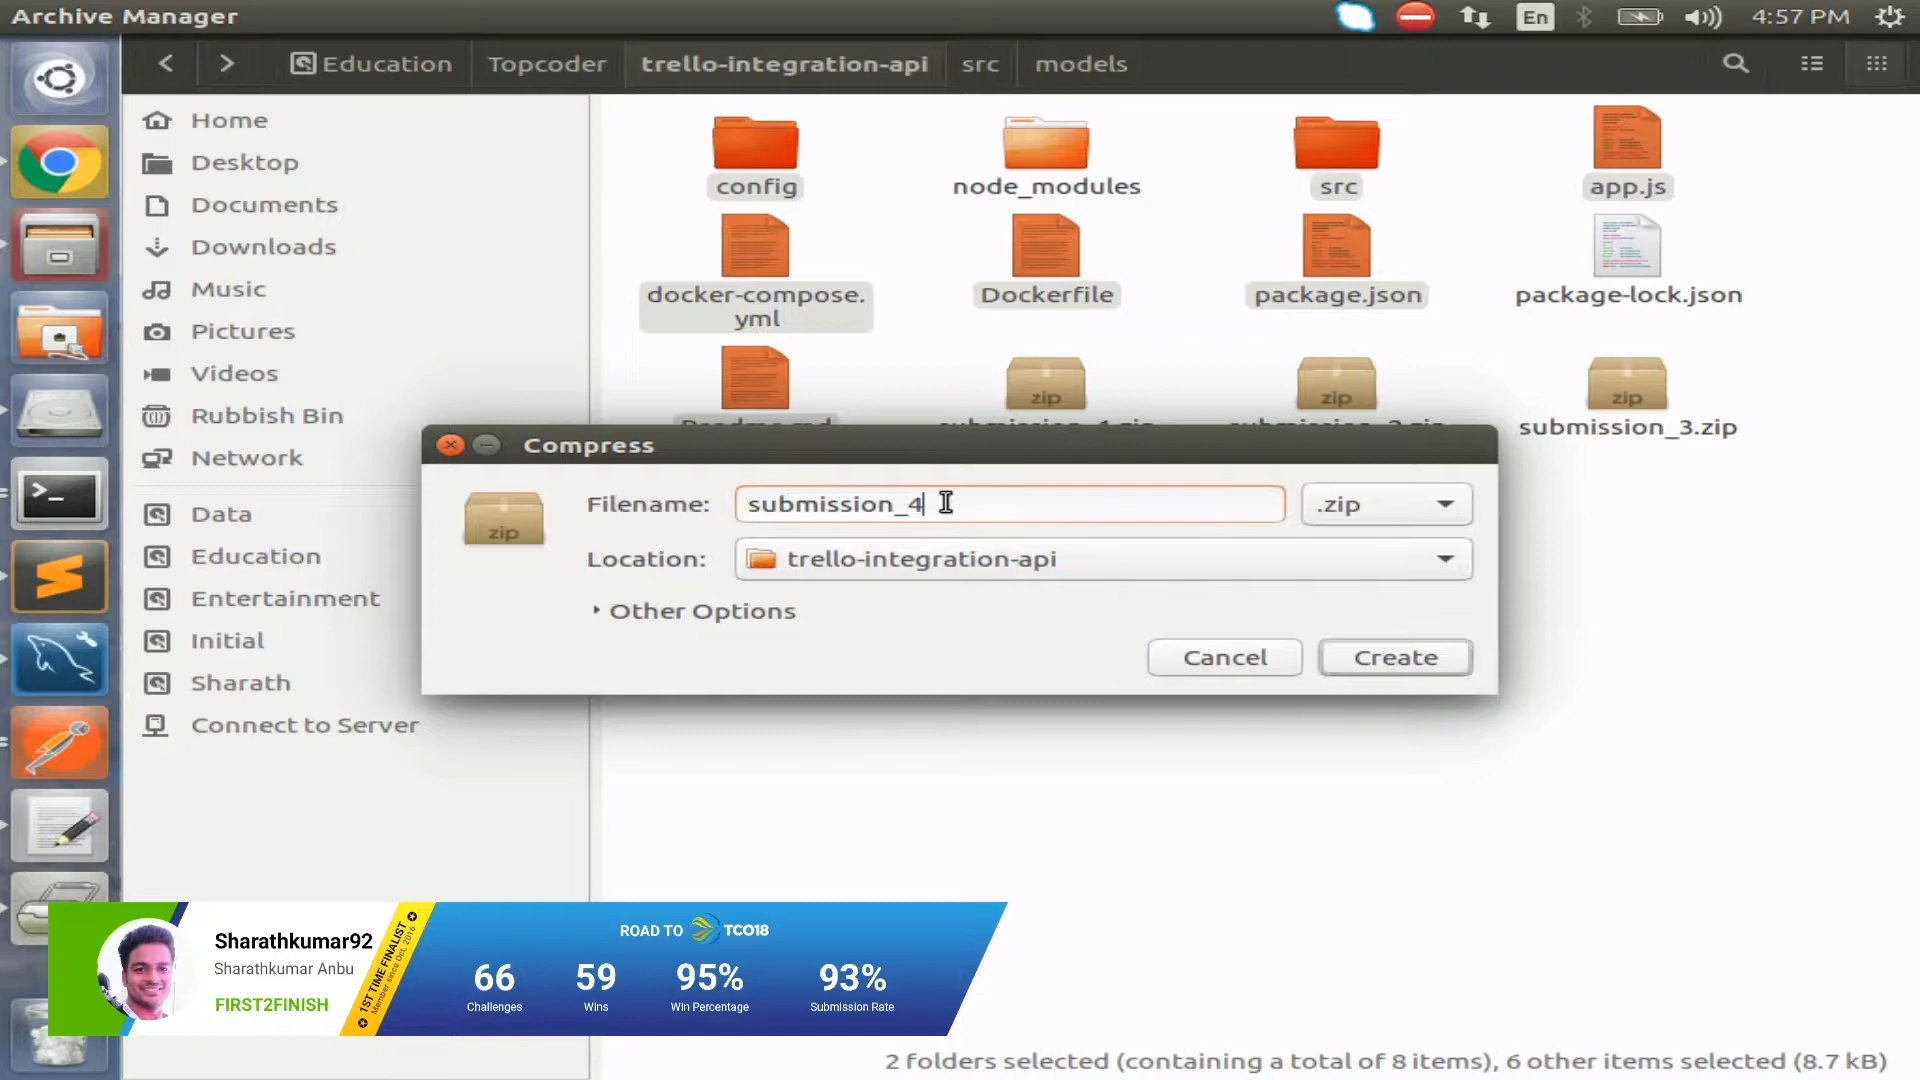 Archive Manager
En
4:57 PM
Education
Topcoder
trello-integration-api
src
models
Home
Desktop
Documents
Downloads
Music
Pictures
Videos
Rubbish Bin
Network
Data
Education
Entertainment
Initial
Sharath
Connect to Server
config
node_modules
src
app.js
docker-compose.
yml
Dockerfile
package.json
package-lock.json
zip
zip
zip
submission_3.zip
Compress
zip
Filename:
submission_4
.zip
Location:
trello-integration-api
Other Options
Cancel
Create
Sharathkumar92
Sharathkumar Anbu
FIRST2FINISH
1ST TIME FINALIST
Member since Oct, 2016
ROAD TO TCO18
66
Challenges
59
Wins
95%
Win Percentage
93%
Submission Rate
2 folders selected (containing a total of 8 items), 6 other items selected (8.7 kB)